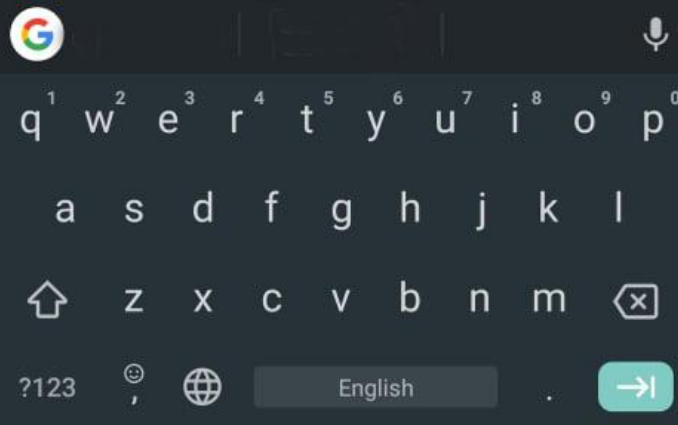 G
q 1 w 2 e 3 r 4 t 5 y 6 u 7 i 8 o 9 p 0
a s d f g h j k l
z x c v b n m
?123 , English .